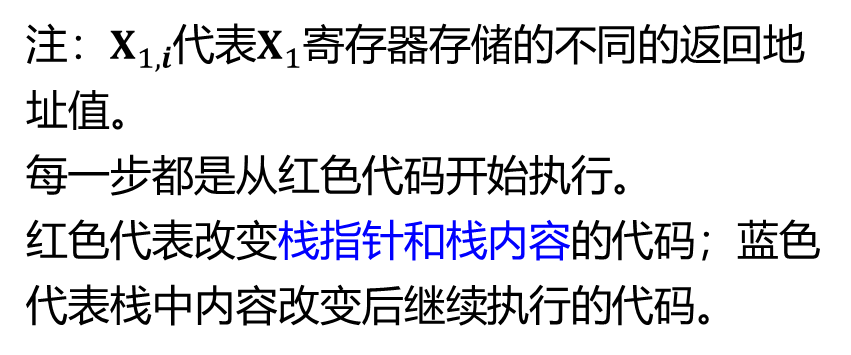 注：X₁,ᵢ代表X₁寄存器存储的不同的返回地
址值。
每一步都是从红色代码开始执行。
红色代表改变栈指针和栈内容的代码；蓝色
代表栈中内容改变后继续执行的代码。